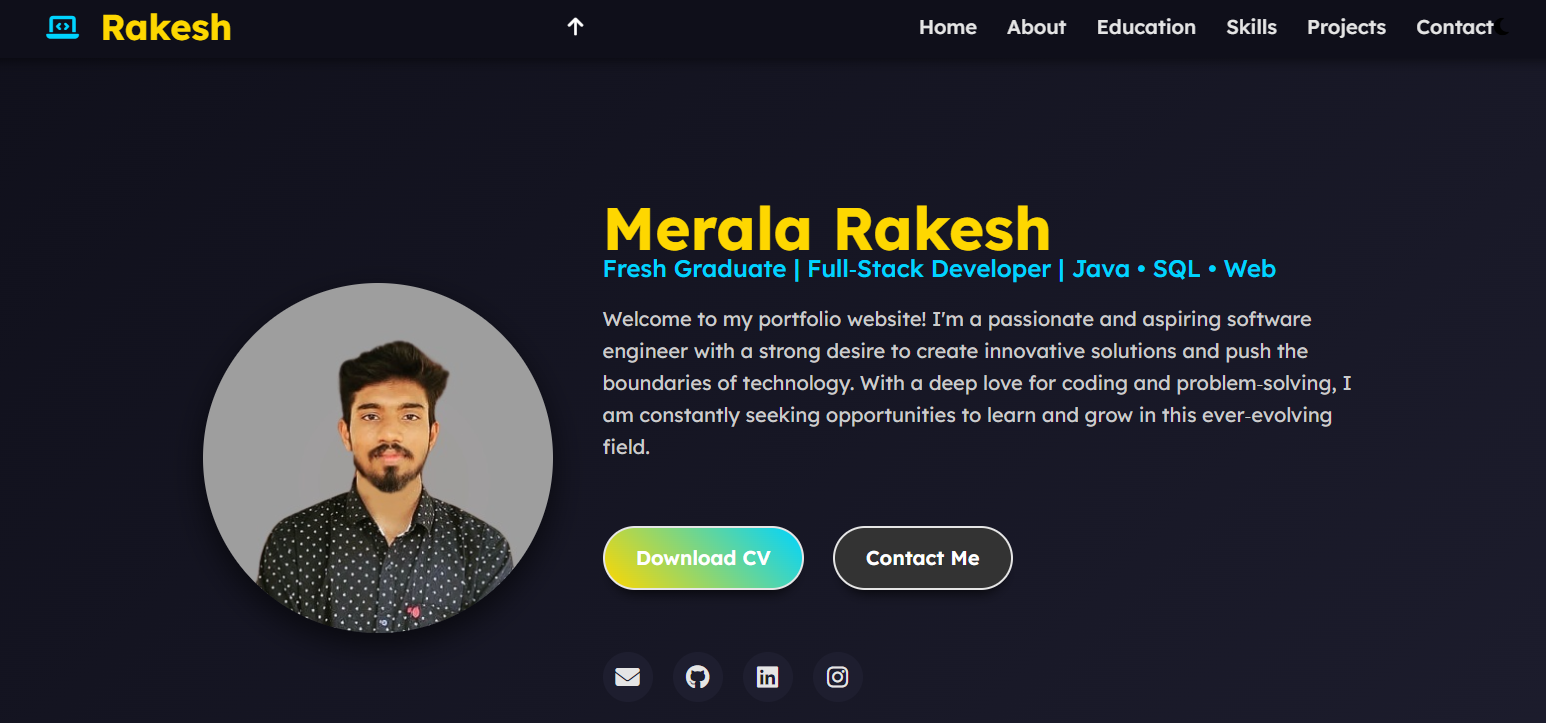 Rakesh
Home About Education Skills Projects Contact
Merala Rakesh
Fresh Graduate | Full-Stack Developer | Java • SQL • Web
Welcome to my portfolio website! I'm a passionate and aspiring software
engineer with a strong desire to create innovative solutions and push the
boundaries of technology. With a deep love for coding and problem-solving, I
am constantly seeking opportunities to learn and grow in this ever-evolving
field.
Download CV Contact Me